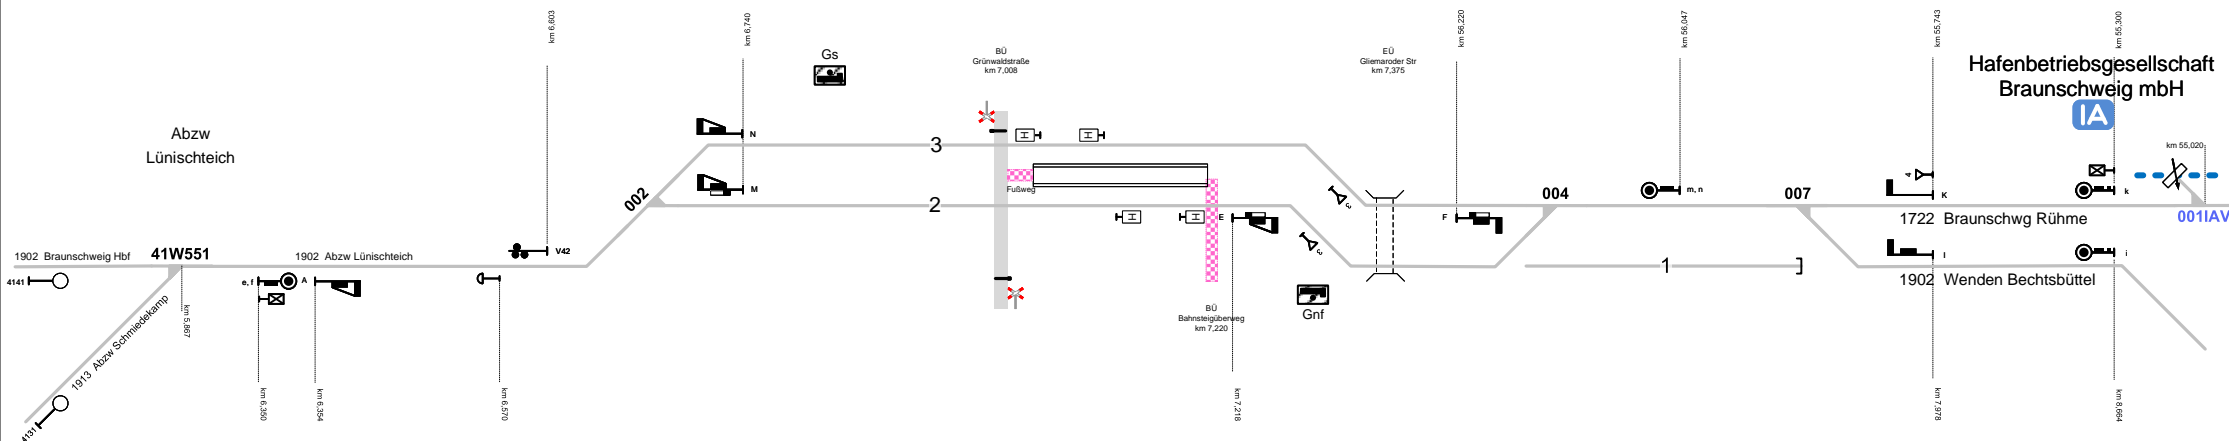 km 6,603
km 6,740
km 56,220
km 56,047
km 55,743
km 55,300
Gs
BÜ
Grünwaldstraße
km 7,008
EÜ
Gliemaroder Str
km 7,375
Hafenbetriebsgesellschaft
Braunschweig mbH
IA
Abzw
Lünischteich
N
3
H
H
km 55,020
M
Fußweg
002
2
H
H
E
3
F
004
m, n
007
4
K
k
1722 Braunschwg Rühme
001IAV
3
1902 Braunschweig Hbf
41W551
1902 Abzw Lünischteich
V42
1
I
i
1902 Wenden Bechtsbüttel
4141
e, f
A
km 5,867
1913 Abzw Schmiedekamp
4131
BÜ
Bahnsteigüberweg
km 7,220
Gnf
km 6,350
km 6,354
km 6,570
km 7,218
km 7,978
km 8,664